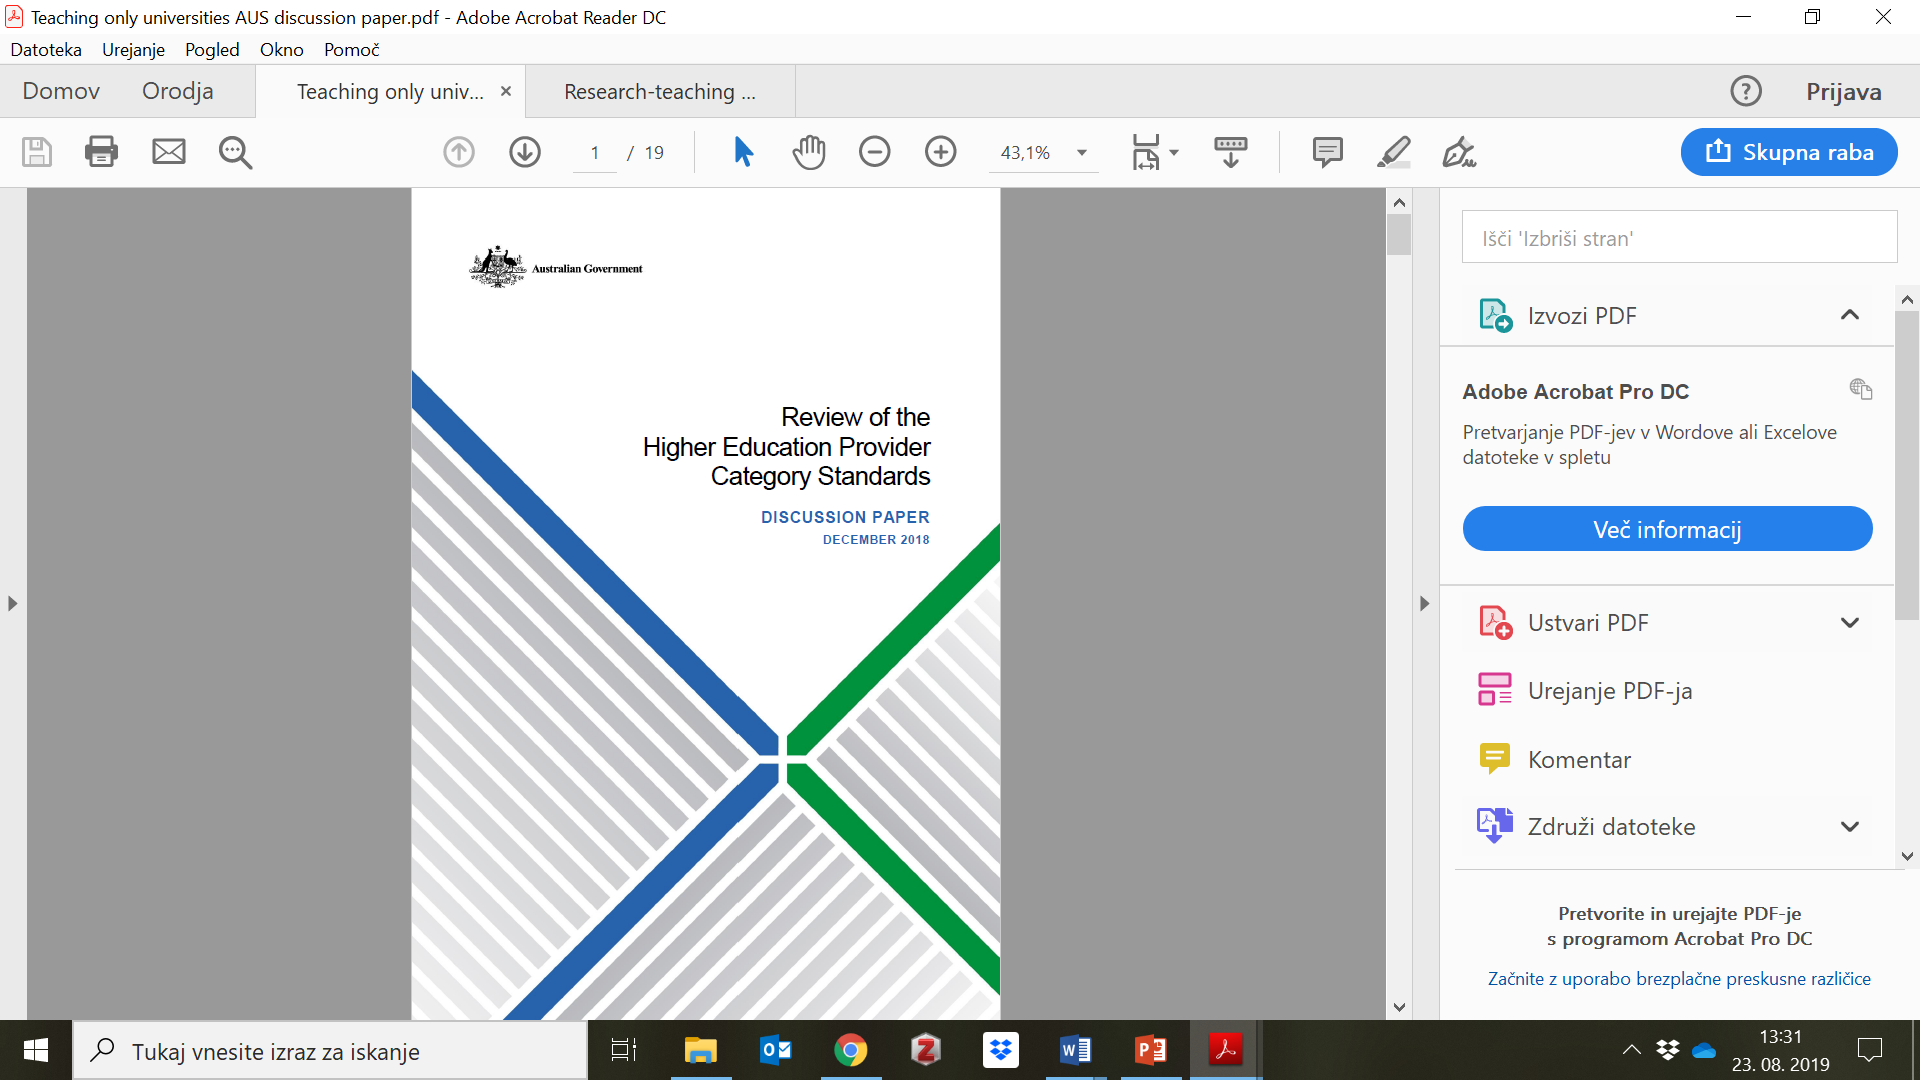 Teaching only universities AUS discussion paper.pdf - Adobe Acrobat Reader DC
Datoteka Urejanje Pogled Okno Pomoč
Domov Orodja Teaching only univ... × Research-teaching ... Prijava
1 / 19 43,1% Skupna raba
Australian Government
Review of the
Higher Education Provider
Category Standards
DISCUSSION PAPER
DECEMBER 2018
Išči 'Izbriši stran'
Izvozi PDF
Adobe Acrobat Pro DC
Pretvarjanje PDF-jev v Wordove ali Excelove
datoteke v spletu
Več informacij
Ustvari PDF
Urejanje PDF-ja
Komentar
Združi datoteke
Pretvorite in urejajte PDF-je
s programom Acrobat Pro DC
Začnite z uporabo brezplačne preskusne različice
Tukaj vnesite izraz za iskanje
13:31
23. 08. 2019